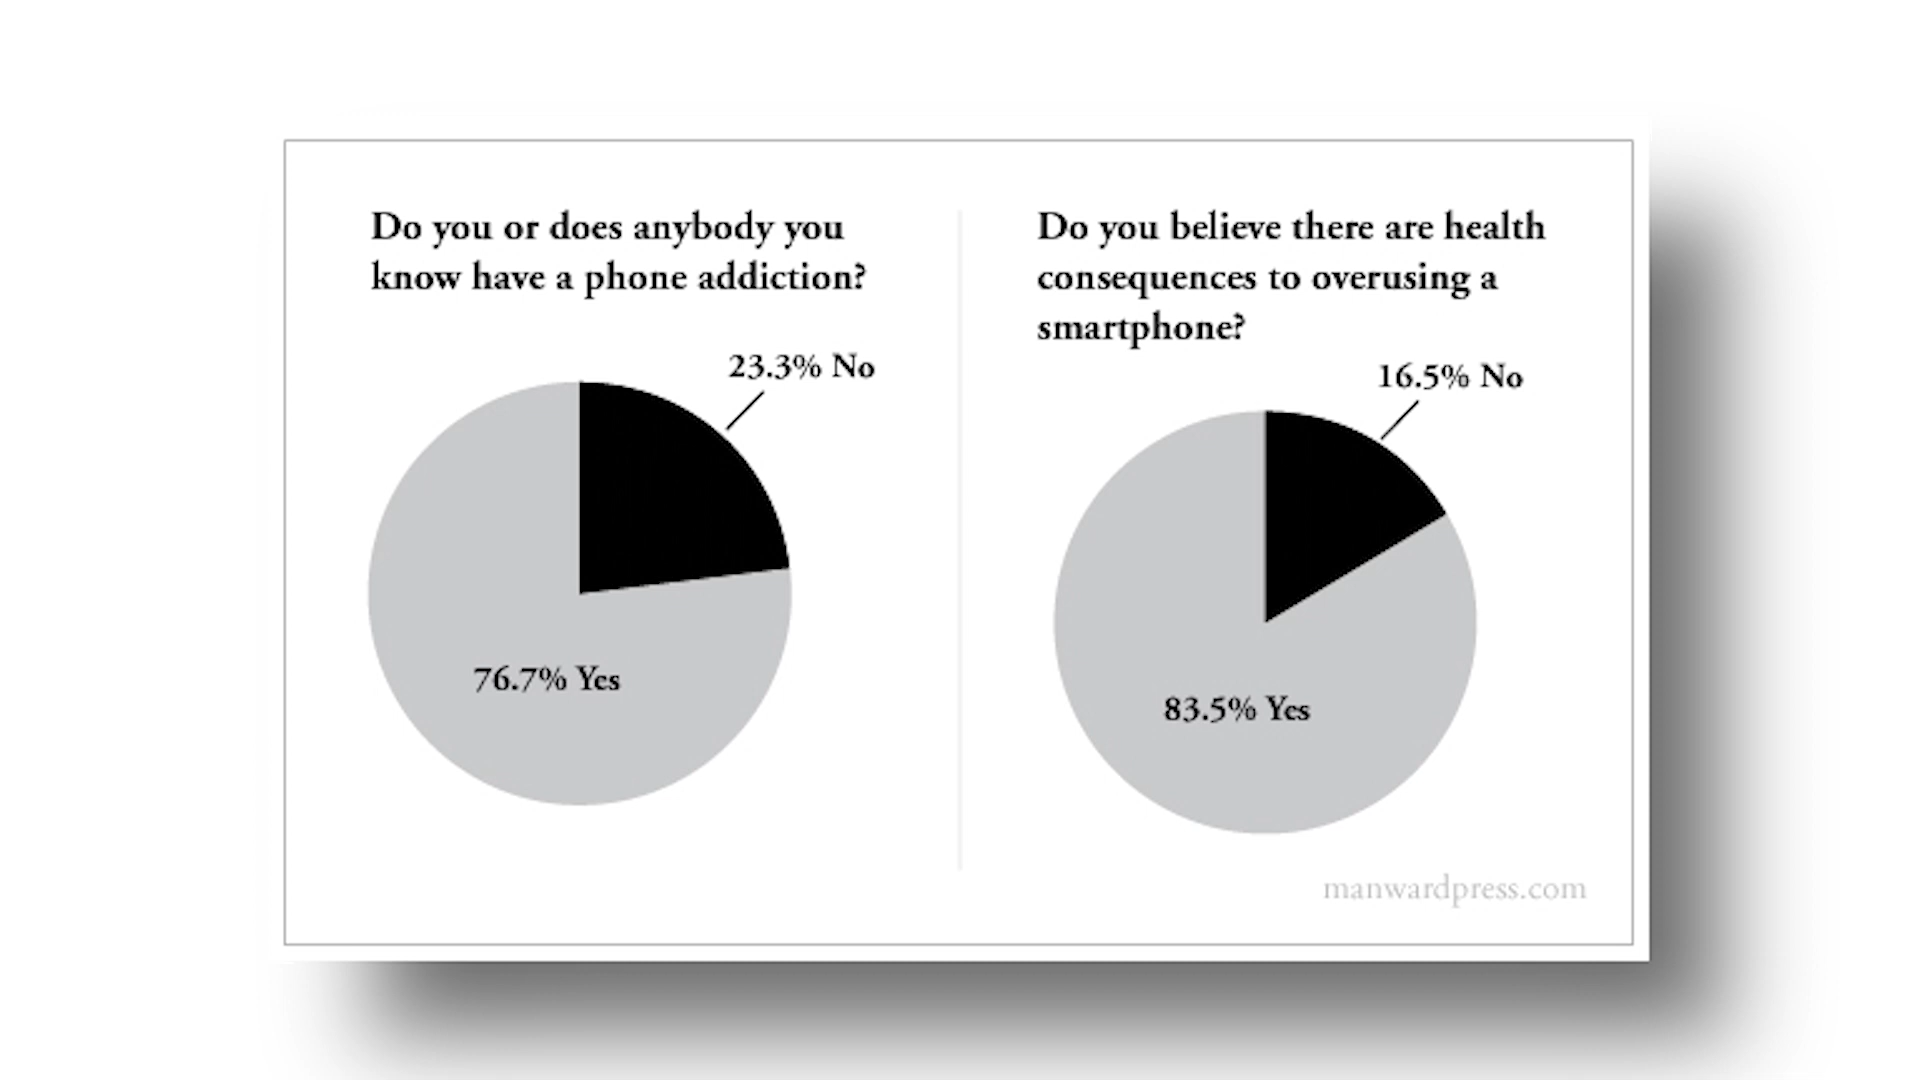 Do you or does anybody you
know have a phone addiction?
23.3% No
76.7% Yes
Do you believe there are health
consequences to overusing a
smartphone?
16.5% No
83.5% Yes
manwardpress.com